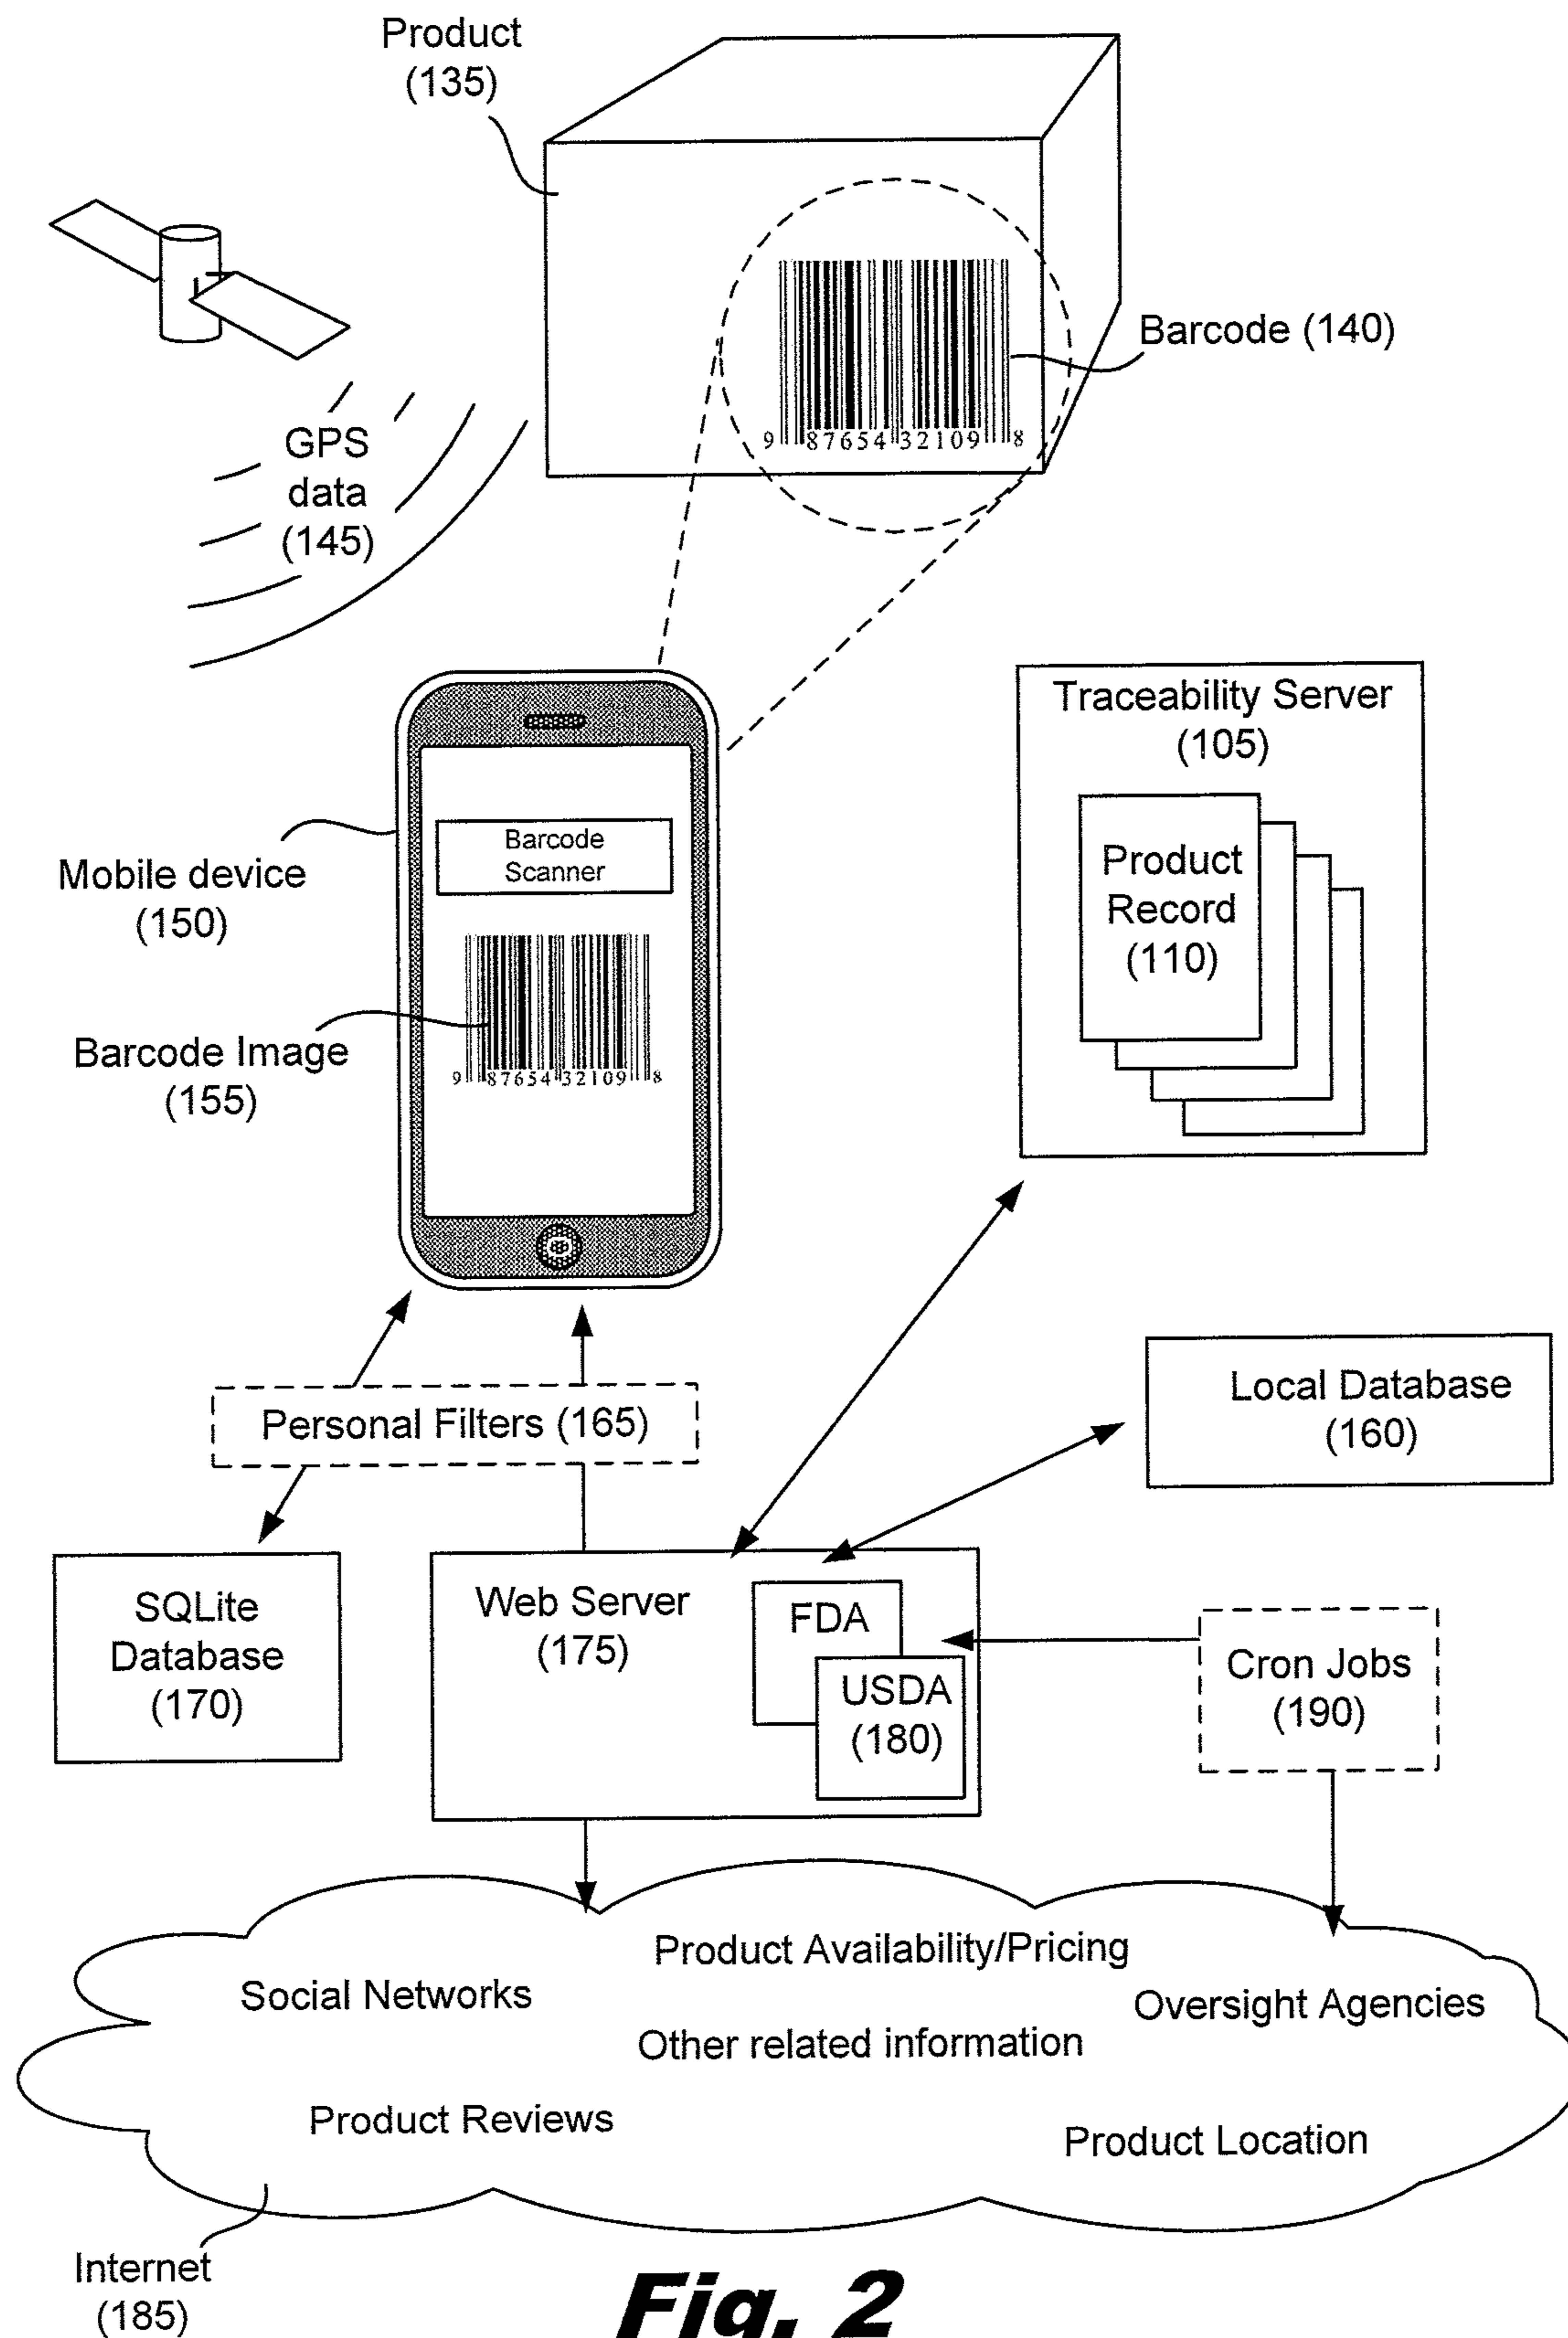 Product
(135)
Barcode (140)
9 87654 32109 8
GPS
data
(145)
Traceability Server
(105)
Product
Record
(110)
Barcode
Scanner
Mobile device
(150)
Barcode Image
(155)
9 87654 32109 8
Local Database
(160)
Personal Filters (165)
SQLite
Database
(170)
Web Server
(175)
FDA
USDA
(180)
Cron Jobs
(190)
Product Availability/Pricing
Social Networks
Oversight Agencies
Other related information
Product Reviews
Product Location
Internet
(185)
Fig. 2